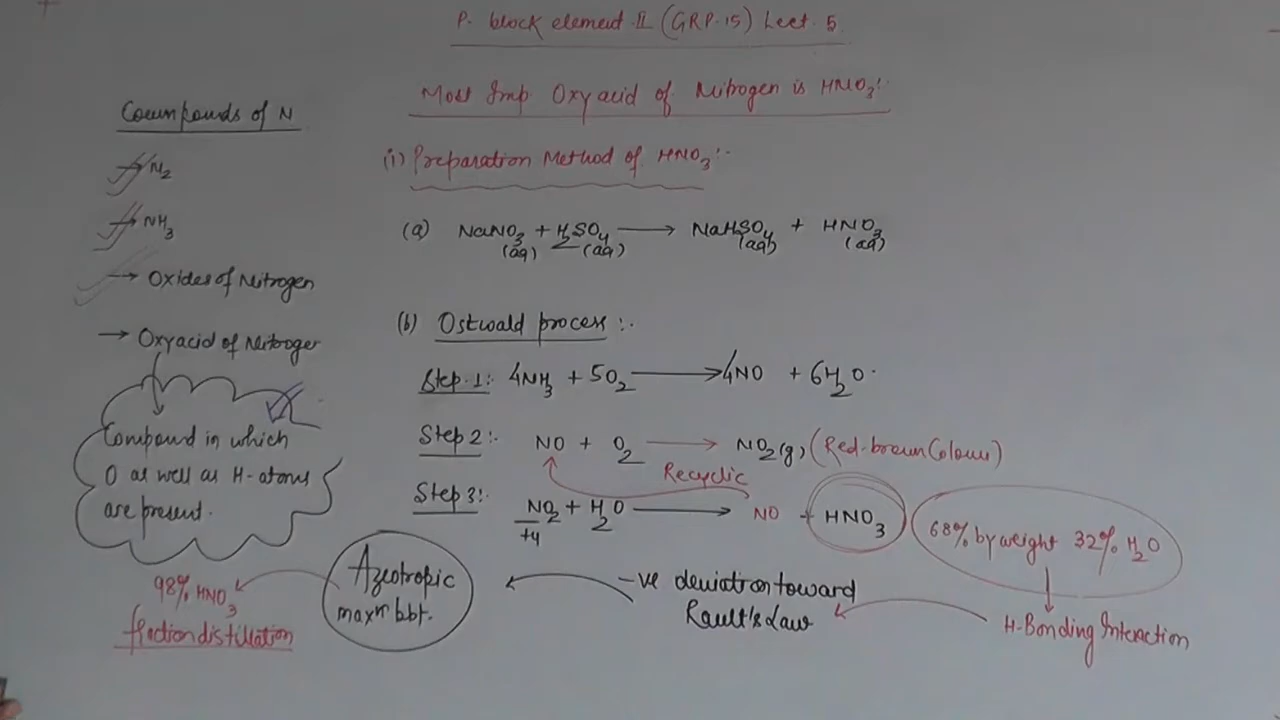 P. block element II (GRP.15) Lect. 5
Most Imp Oxyacid of Nitrogen is HNO₃:
Compounds of N
→ N₂
→ NH₃
→ Oxides of Nitrogen
→ Oxyacid of Nitrogen
Compound in which
O as well as H-atoms
are present.
(i) Preparation Method of HNO₃:-
(a) NaNO₃ (aq) + H₂SO₄ (aq) → NaHSO₄ (aq) + HNO₃ (aq)
(b) Ostwald process:-
Step.1: 4NH₃ + 5O₂ → 4NO + 6H₂O.
Step 2:- NO + O₂ → NO₂(g) (Red-brown Colour)
Recyclic
Step 3:- NO₂ + H₂O → NO + HNO₃
+4
68% by weight 32% H₂O
H-Bonding Interaction
-ve deviation toward
Rault's Law
Azeotropic
maxᵐ bpt.
98% HNO₃
fraction distillation